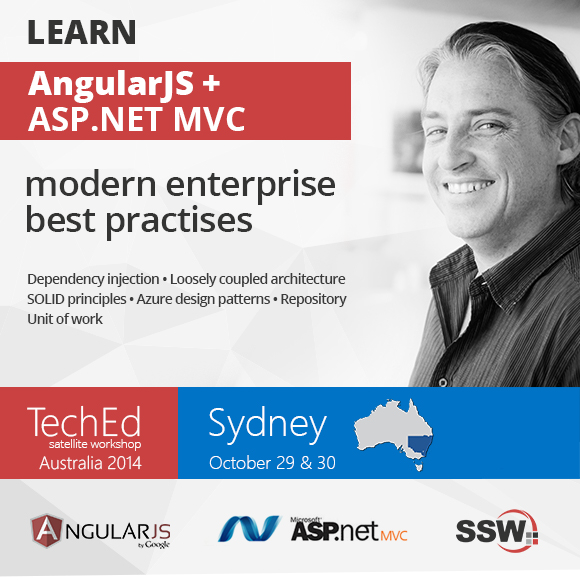 LEARN
AngularJS +
ASP.NET MVC
modern enterprise
best practises
Dependency injection • Loosely coupled architecture
SOLID principles • Azure design patterns • Repository
Unit of work
TechEd
satellite workshop
Australia 2014
Sydney
October 29 & 30
ANGULARJS
by Google
Microsoft
ASP.net MVC
SSW